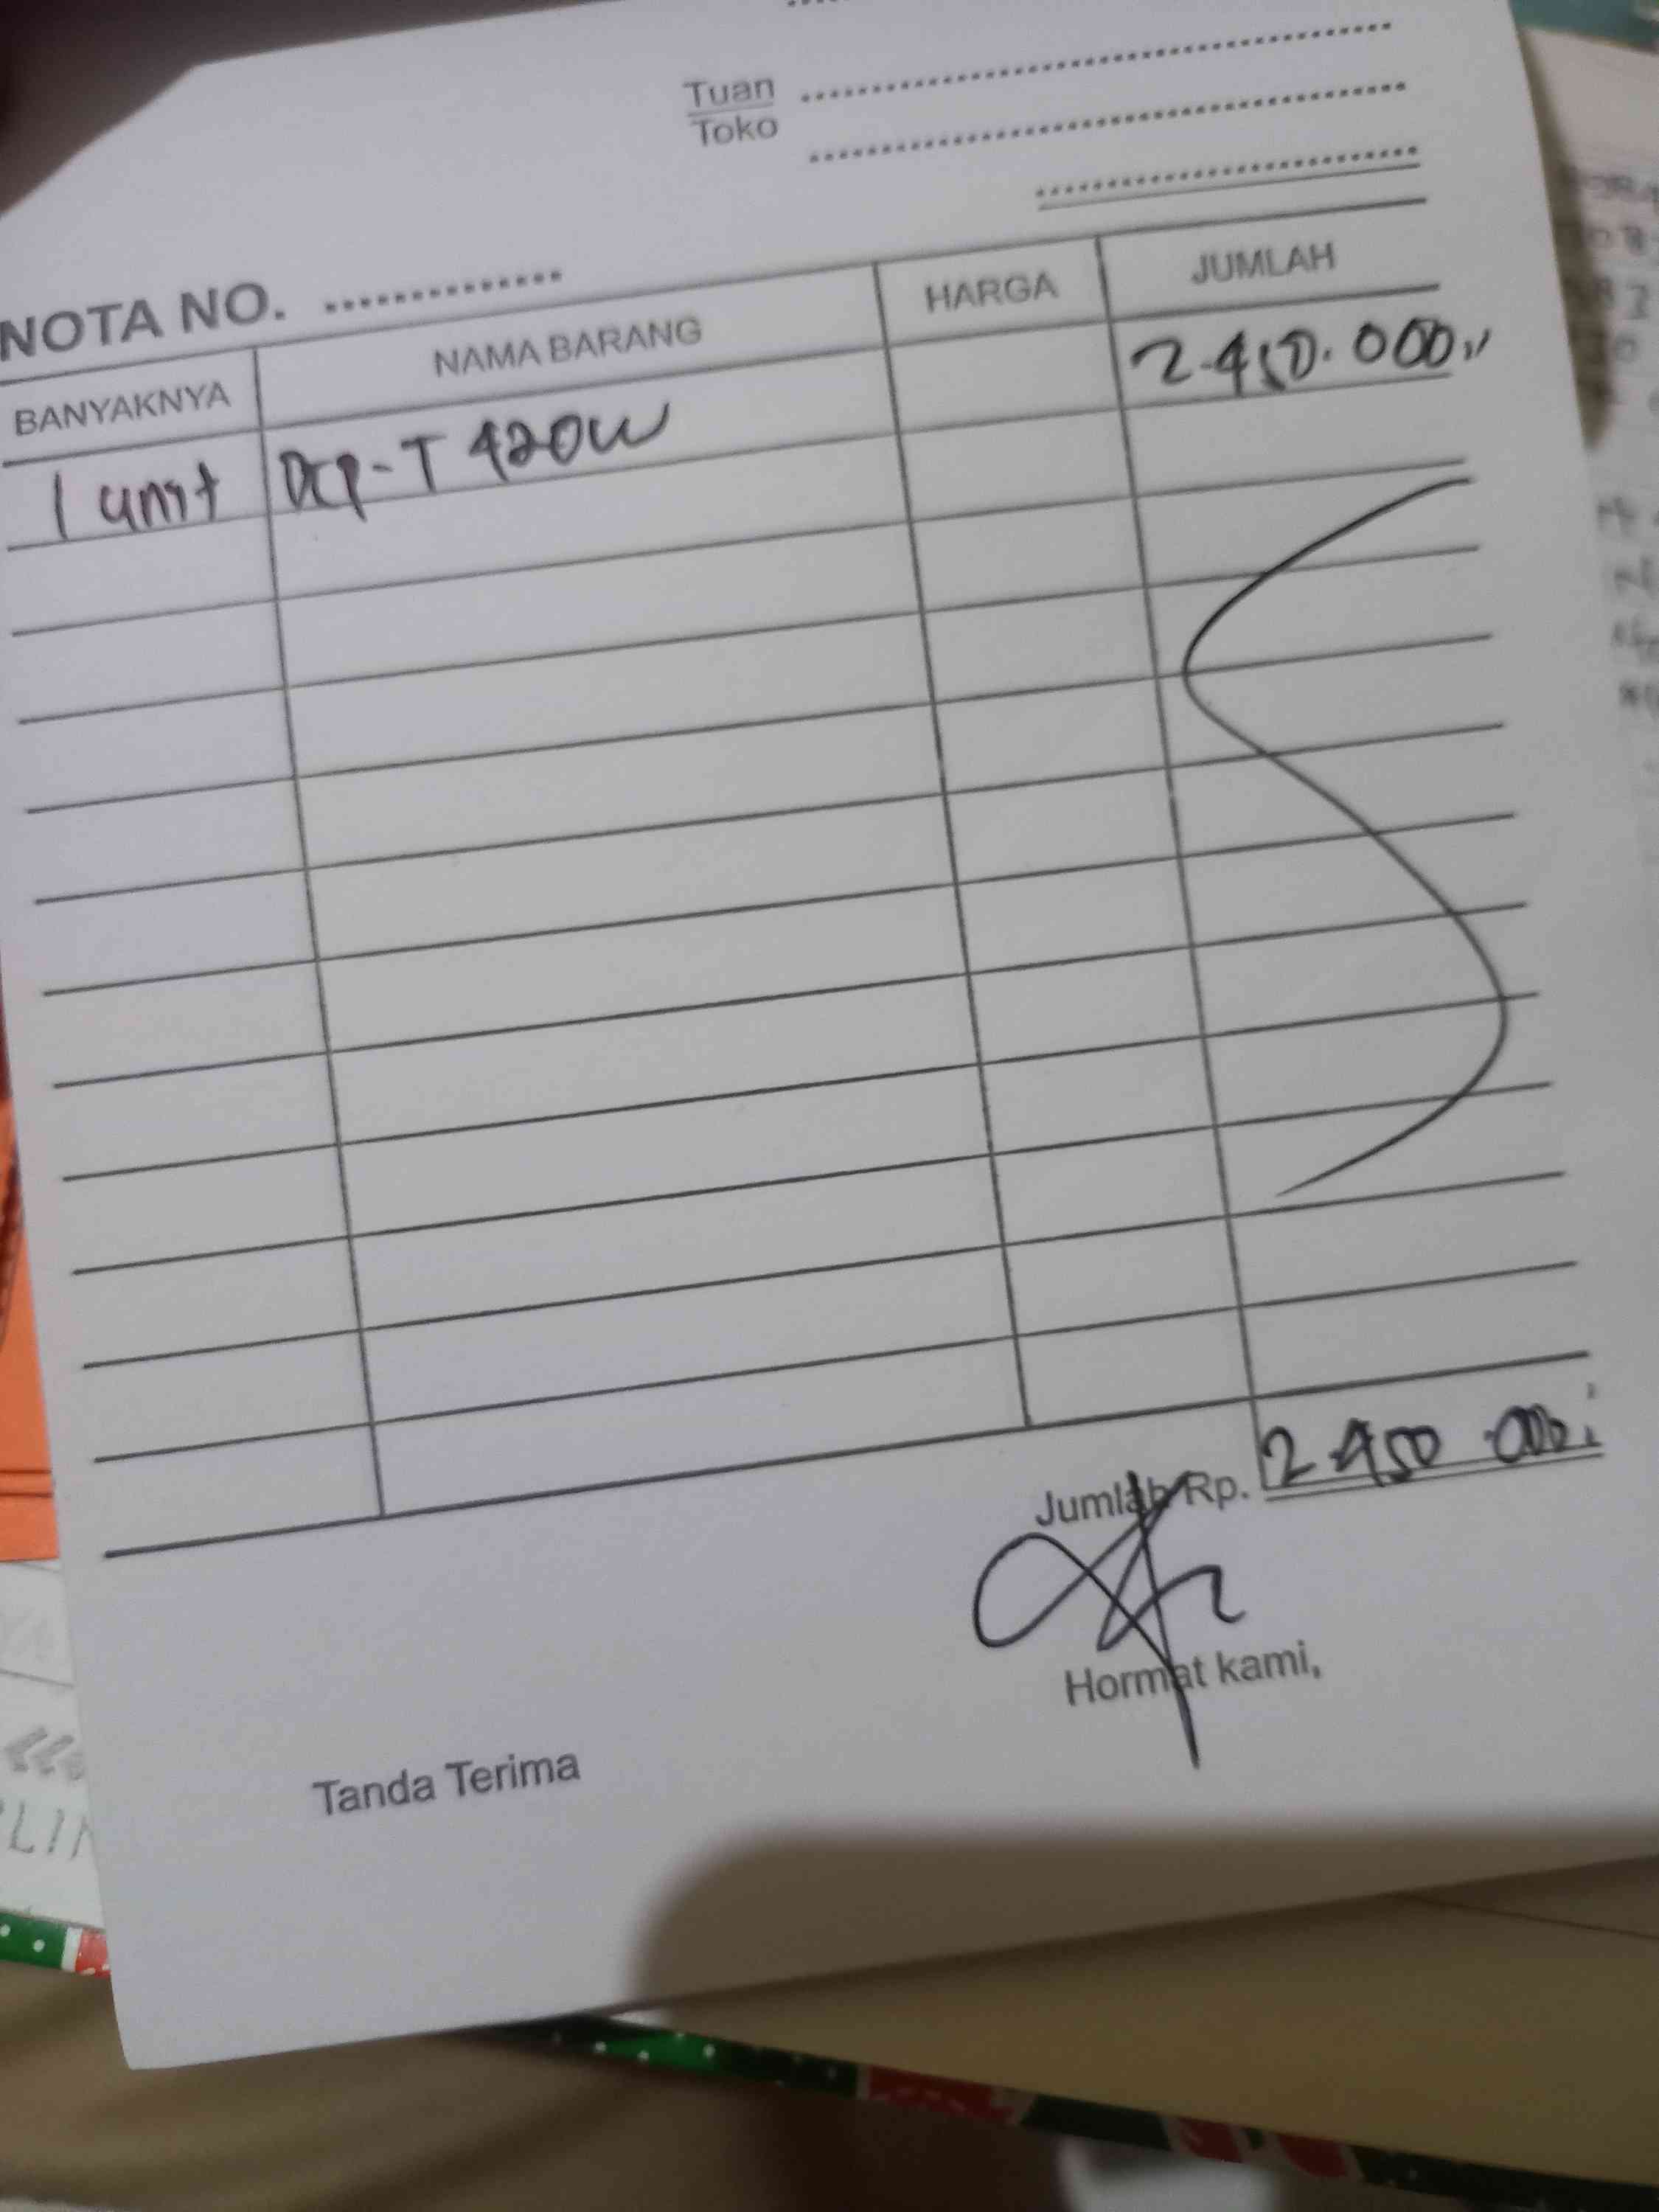 Tuan
Toko
NOTA NO. ..............
BANYAKNYA NAMA BARANG HARGA JUMLAH
1 unit DCP-T 420W 2.450.000,,
Jumlah Rp. 2.450.000,,
Hormat kami,
Tanda Terima